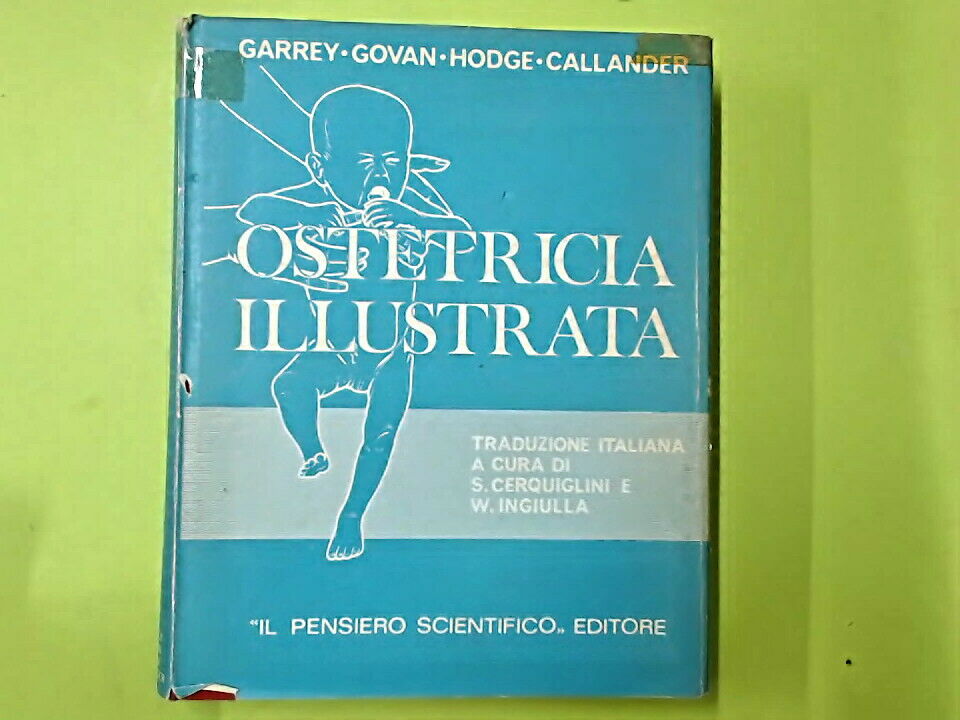 GARREY • GOVAN • HODGE • CALLANDER
OSTETRICIA
ILLUSTRATA
TRADUZIONE ITALIANA
A CURA DI
S. CERQUIGLINI E
W. INGIULLA
“IL PENSIERO SCIENTIFICO„ EDITORE